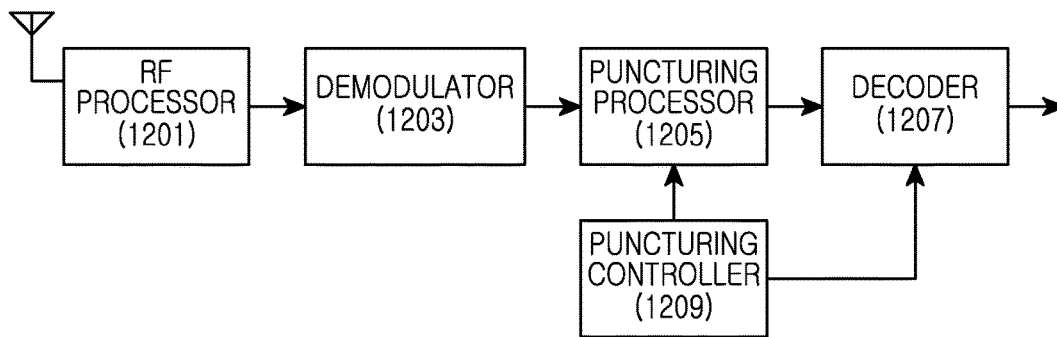 RF
PROCESSOR
(1201)
DEMODULATOR
(1203)
PUNCTURING
PROCESSOR
(1205)
DECODER
(1207)
PUNCTURING
CONTROLLER
(1209)